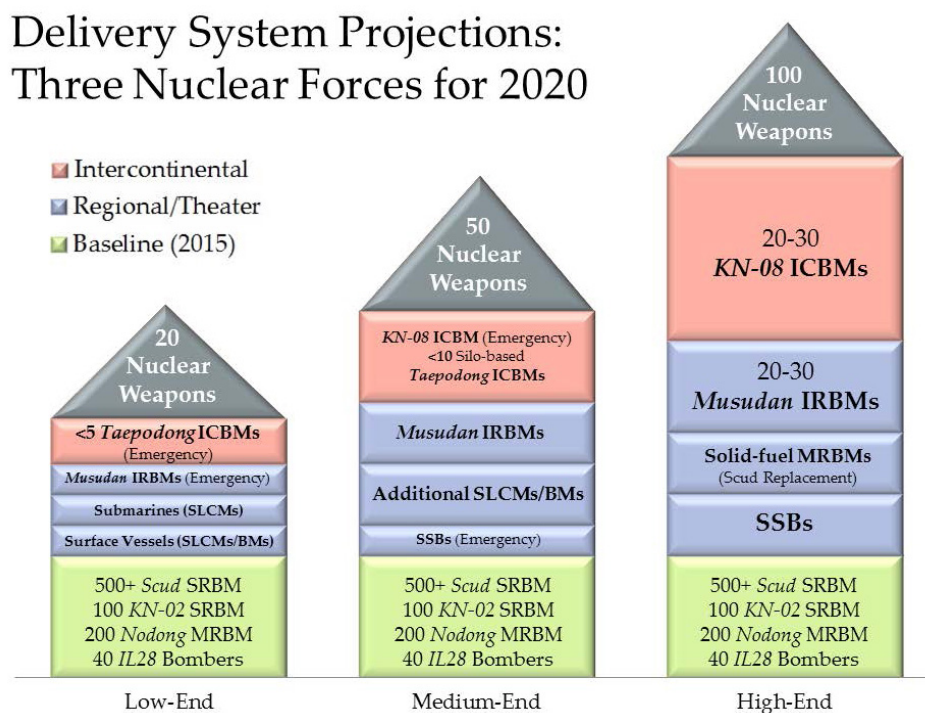 Delivery System Projections:
Three Nuclear Forces for 2020
Intercontinental
Regional/Theater
Baseline (2015)
20
Nuclear
Weapons
<5 Taepodong ICBMs
(Emergency)
Musudan IRBMs (Emergency)
Submarines (SLCMs)
Surface Vessels (SLCMs/BMs)
500+ Scud SRBM
100 KN-02 SRBM
200 Nodong MRBM
40 IL28 Bombers
Low-End
50
Nuclear
Weapons
KN-08 ICBM (Emergency)
<10 Silo-based
Taepodong ICBMs
Musudan IRBMs
Additional SLCMs/BMs
SSBs (Emergency)
500+ Scud SRBM
100 KN-02 SRBM
200 Nodong MRBM
40 IL28 Bombers
Medium-End
100
Nuclear
Weapons
20-30
KN-08 ICBMs
20-30
Musudan IRBMs
Solid-fuel MRBMs
(Scud Replacement)
SSBs
500+ Scud SRBM
100 KN-02 SRBM
200 Nodong MRBM
40 IL28 Bombers
High-End